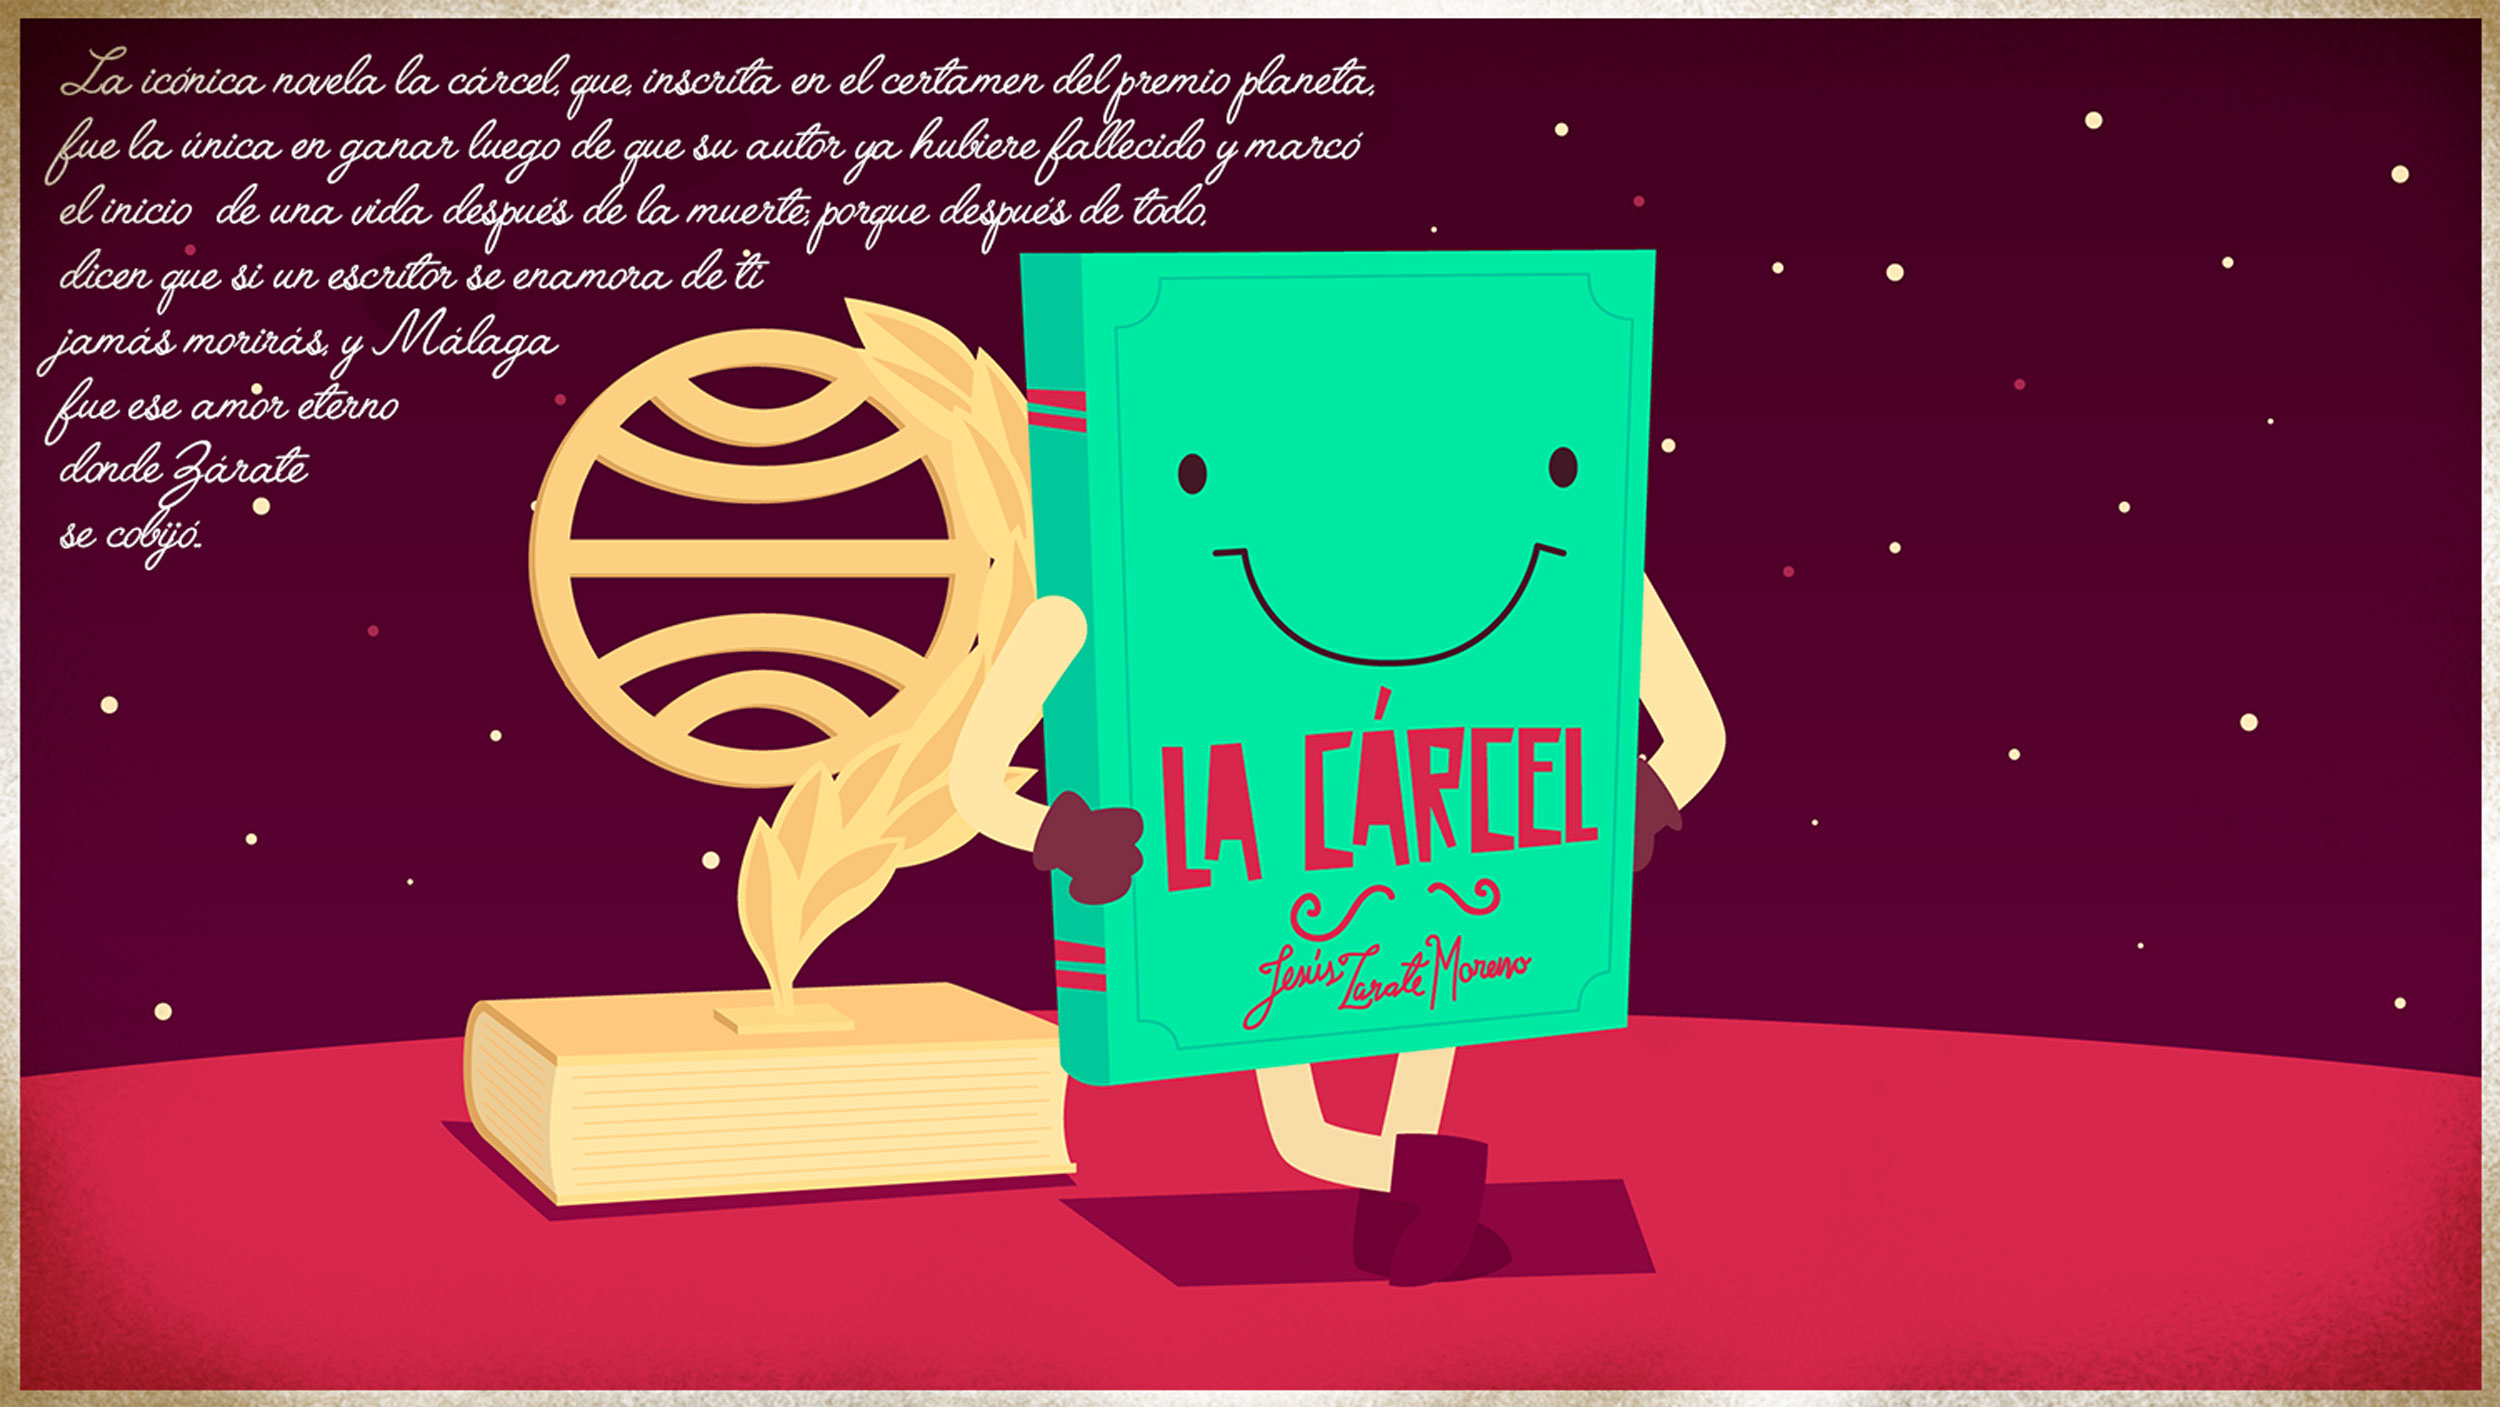 La icónica novela la cárcel, que, inscrita en el certamen del premio planeta,
fue la única en ganar luego de que su autor ya hubiere fallecido y marcó
el inicio de una vida después de la muerte; porque después de todo,
dicen que si un escritor se enamora de ti
jamás morirás, y Málaga
fue ese amor eterno
donde Zárate
se cobijó..
LA CÁRCEL
Jesús Zarate Moreno